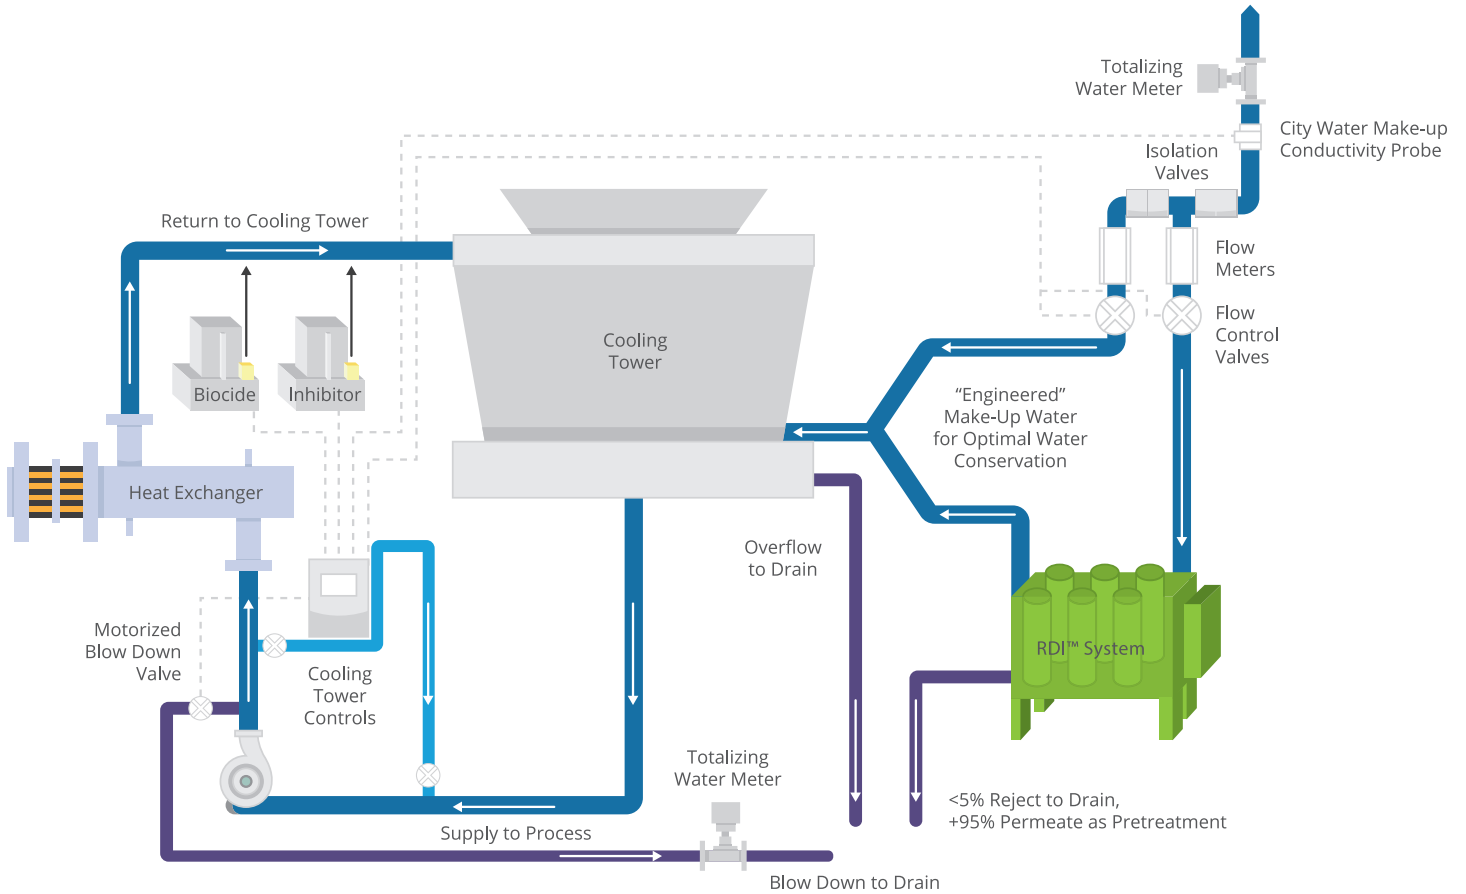 Totalizing
Water Meter
City Water Make-up
Conductivity Probe
Isolation
Valves
Return to Cooling Tower
Flow
Meters
Flow
Control
Valves
Cooling
Tower
Biocide
Inhibitor
“Engineered”
Make-Up Water
for Optimal Water
Conservation
Heat Exchanger
Overflow
to Drain
Motorized
Blow Down
Valve
RDI™ System
Cooling
Tower
Controls
Totalizing
Water Meter
<5% Reject to Drain,
+95% Permeate as Pretreatment
Supply to Process
Blow Down to Drain